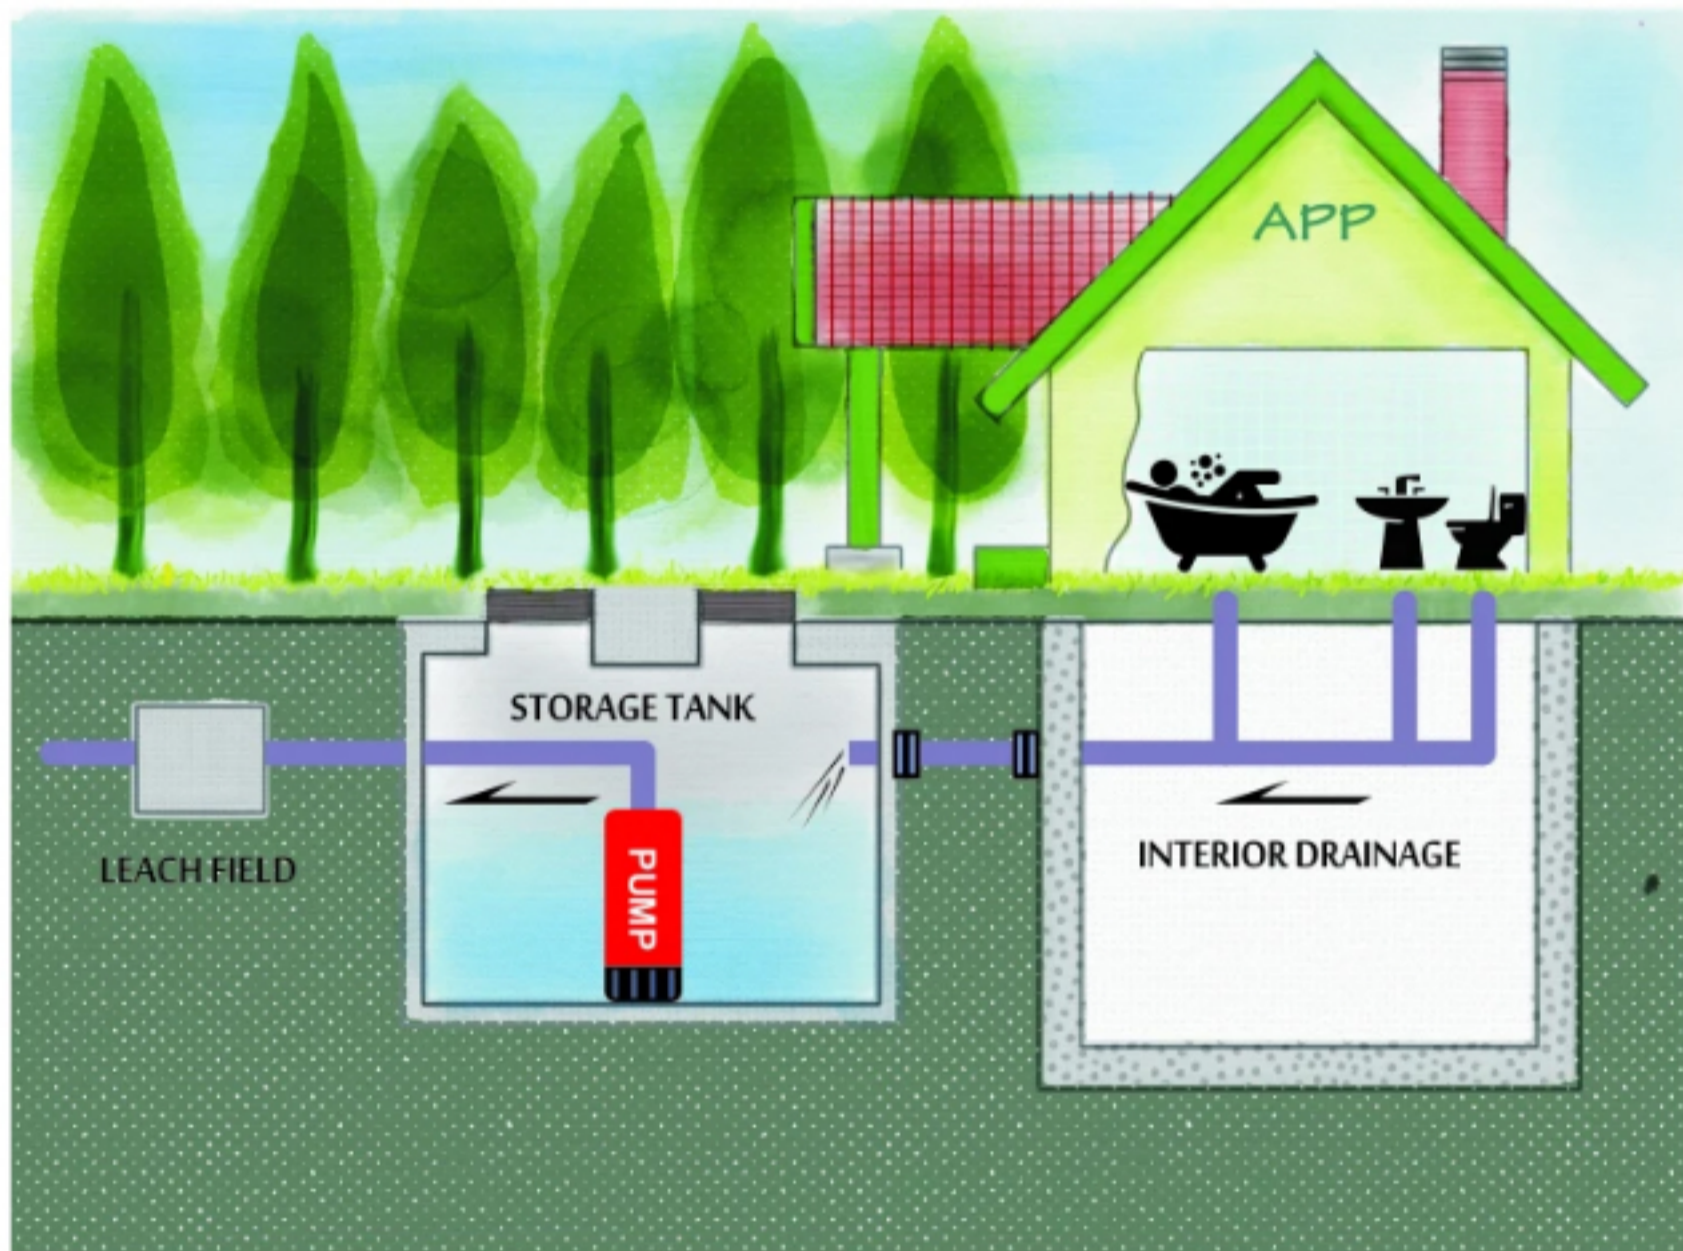 APP
STORAGE TANK
PUMP
LEACH FIELD
INTERIOR DRAINAGE